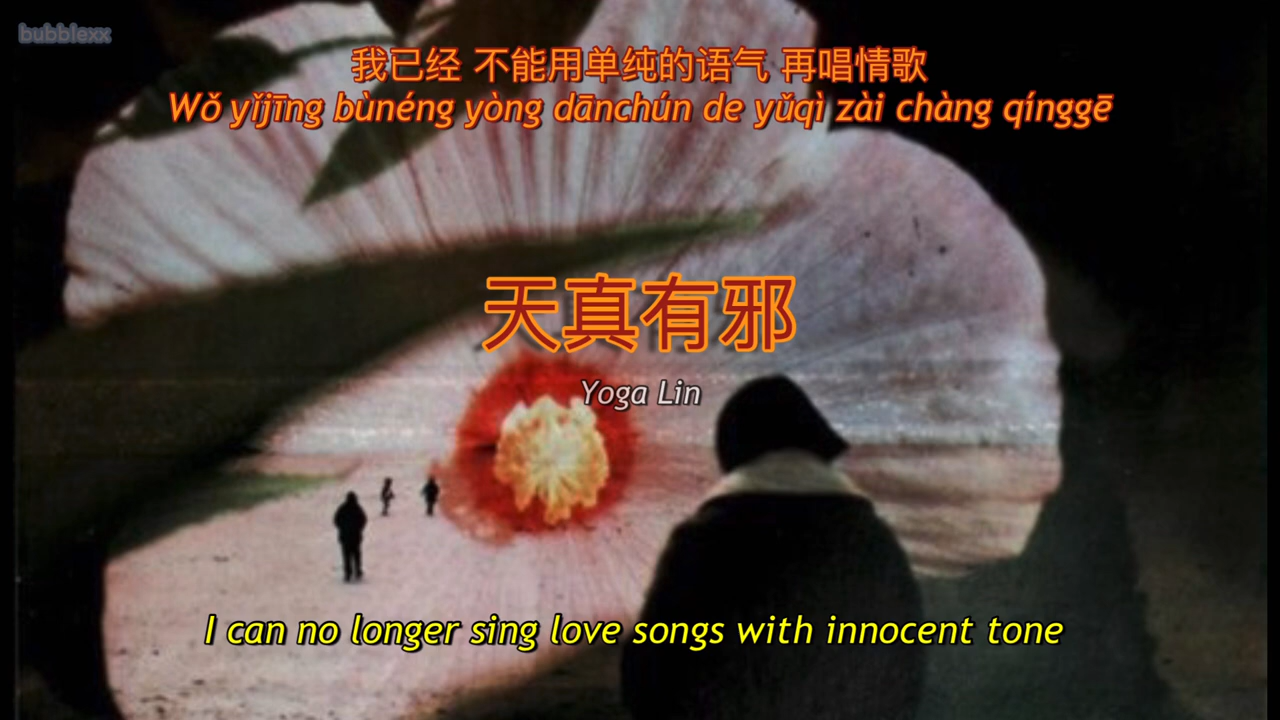 bubblexx
我已经 不能用单纯的语气 再唱情歌
Wǒ yǐjīng bùnéng yòng dānchún de yǔqì zài chàng qínggē
天真有邪
Yoga Lin
I can no longer sing love songs with innocent tone